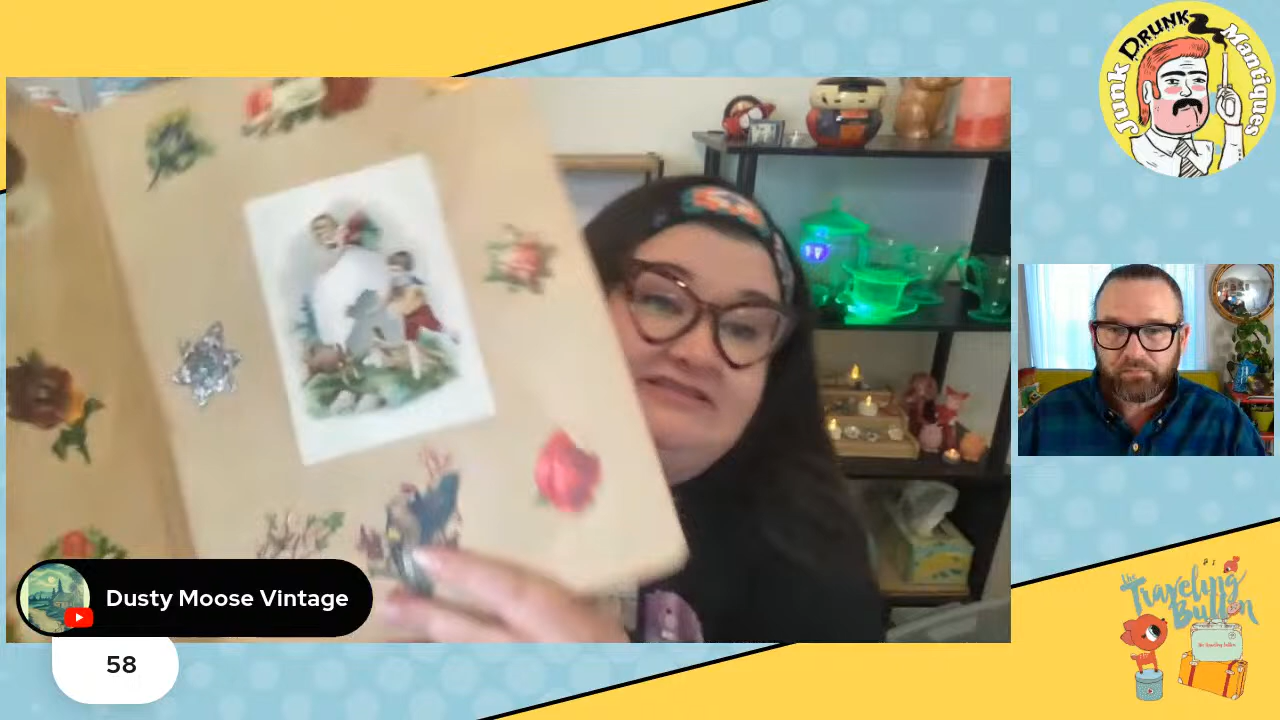 Junk Drunk Mantiques
Dusty Moose Vintage
58
the
Traveling
Button